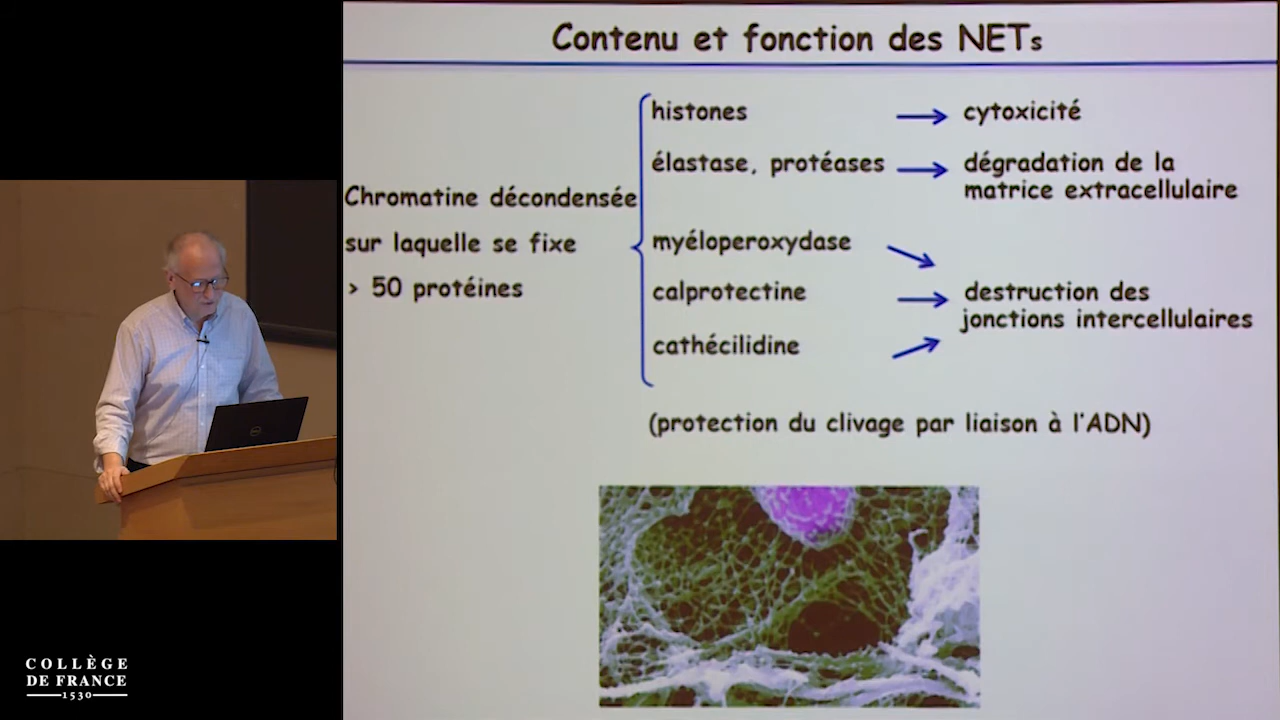 Contenu et fonction des NETs
Chromatine décondensée
sur laquelle se fixe
> 50 protéines
histones → cytoxicité
élastase, protéases → dégradation de la
matrice extracellulaire
myéloperoxydase
calprotectine → destruction des
jonctions intercellulaires
cathécilidine
(protection du clivage par liaison à l'ADN)
COLLÈGE
DE FRANCE
1530
DELL